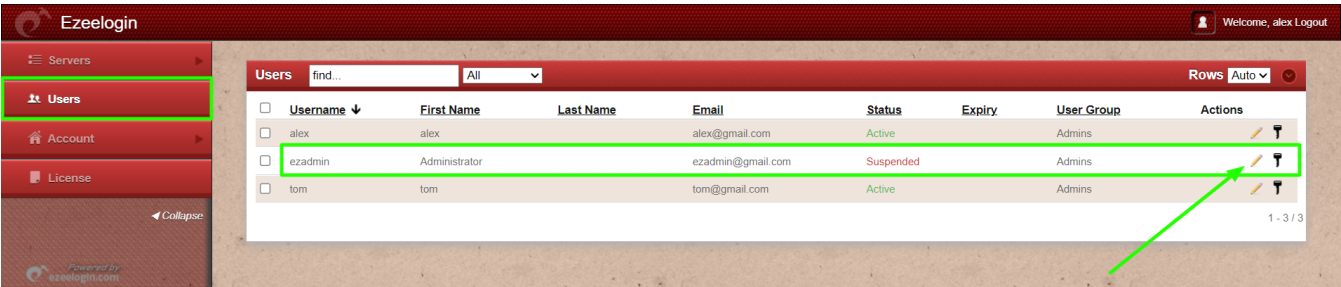 Ezeelogin
Welcome, alex Logout
Servers
Users
Account
License
Collapse
Powered by
ezeelogin.com
Users find... All Rows Auto
Username First Name Last Name Email Status Expiry User Group Actions
alex alex alex@gmail.com Active Admins
ezadmin Administrator ezadmin@gmail.com Suspended Admins
tom tom tom@gmail.com Active Admins
1 - 3 / 3